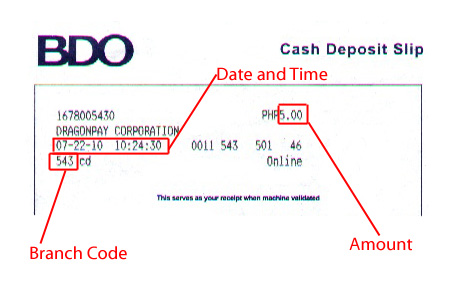 BDO
Cash Deposit Slip
Date and Time
1678005430 PHP5.00
DRAGONPAY CORPORATION
07-22-10 10:24:30 0011 543 501 46
543 cd Online
This serves as your receipt when machine validated
Branch Code
Amount